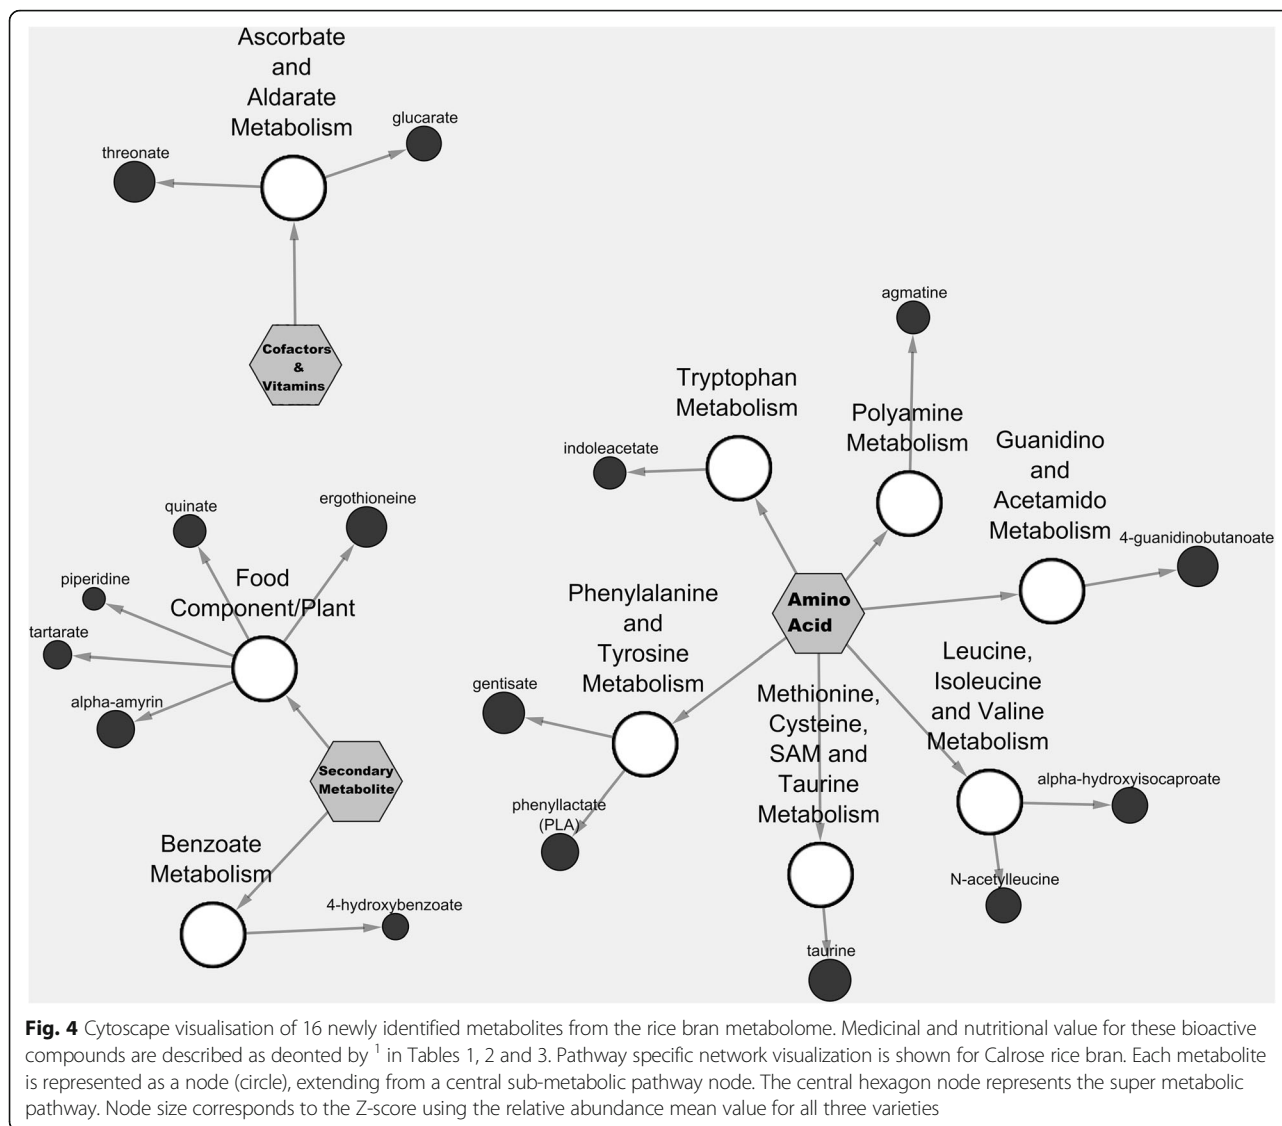 Ascorbate
and
Aldarate
Metabolism
glucarate
threonate
Cofactors
&
Vitamins
agmatine
Tryptophan
Metabolism
Polyamine
Metabolism
Guanidino
and
Acetamido
Metabolism
indoleacetate
4-guanidinobutanoate
quinate
ergothioneine
piperidine
Food
Component/Plant
tartarate
alpha-amyrin
Amino
Acid
Phenylalanine
and
Tyrosine
Metabolism
gentisate
phenyllactate
(PLA)
Methionine,
Cysteine,
SAM and
Taurine
Metabolism
Leucine,
Isoleucine
and Valine
Metabolism
alpha-hydroxyisocaproate
N-acetylleucine
taurine
Secondary
Metabolite
Benzoate
Metabolism
4-hydroxybenzoate
Fig. 4 Cytoscape visualisation of 16 newly identified metabolites from the rice bran metabolome. Medicinal and nutritional value for these bioactive
compounds are described as deonted by ¹ in Tables 1, 2 and 3. Pathway specific network visualization is shown for Calrose rice bran. Each metabolite
is represented as a node (circle), extending from a central sub-metabolic pathway node. The central hexagon node represents the super metabolic
pathway. Node size corresponds to the Z-score using the relative abundance mean value for all three varieties